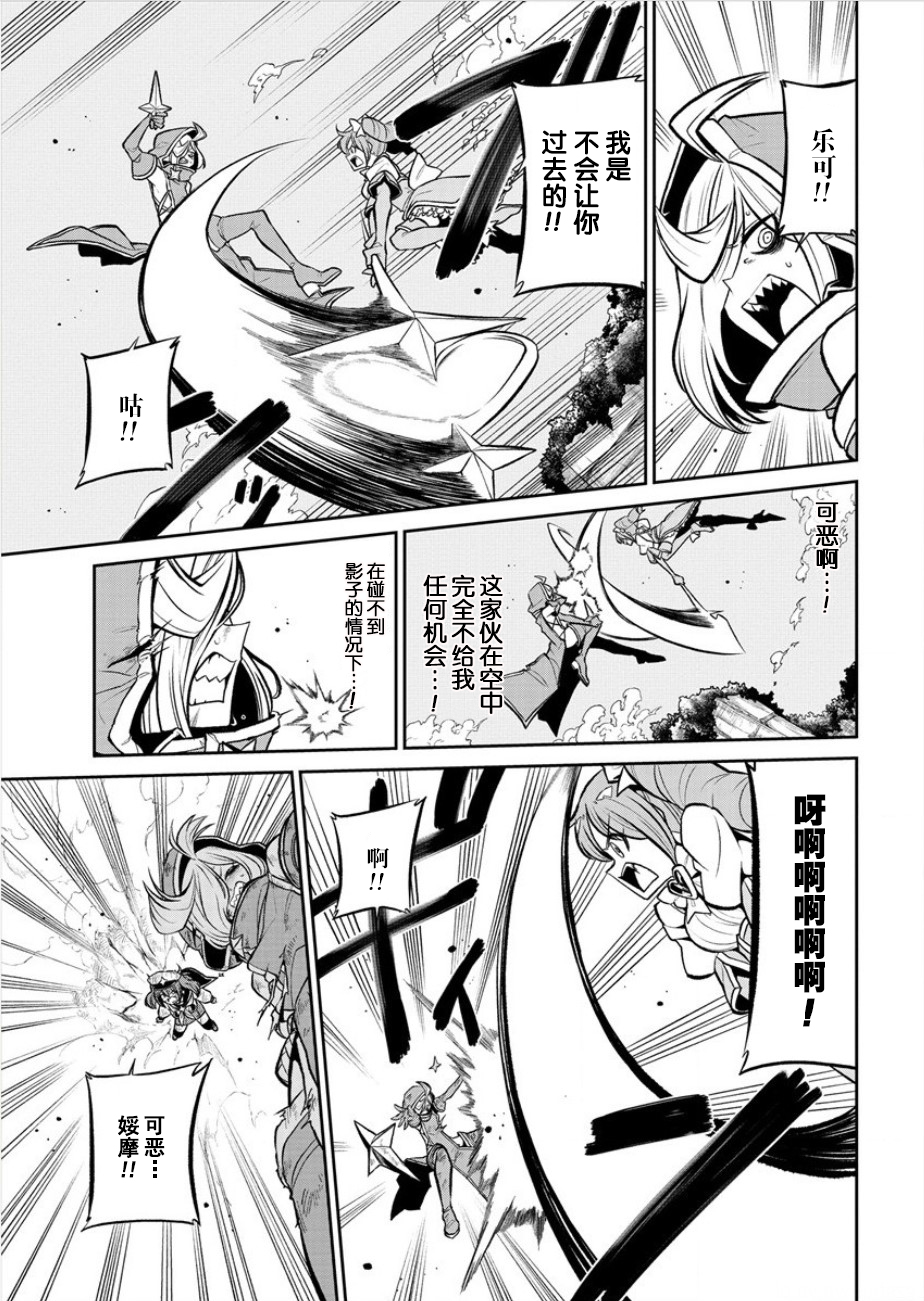 乐可!!
我是
不会让你
过去的!!
咕!!
可恶啊…!
这家伙在空中
完全不给我
任何机会…!
在碰不到
影子的情况下…!
呀啊啊啊啊啊!
啊!!
可恶…
婑摩!!